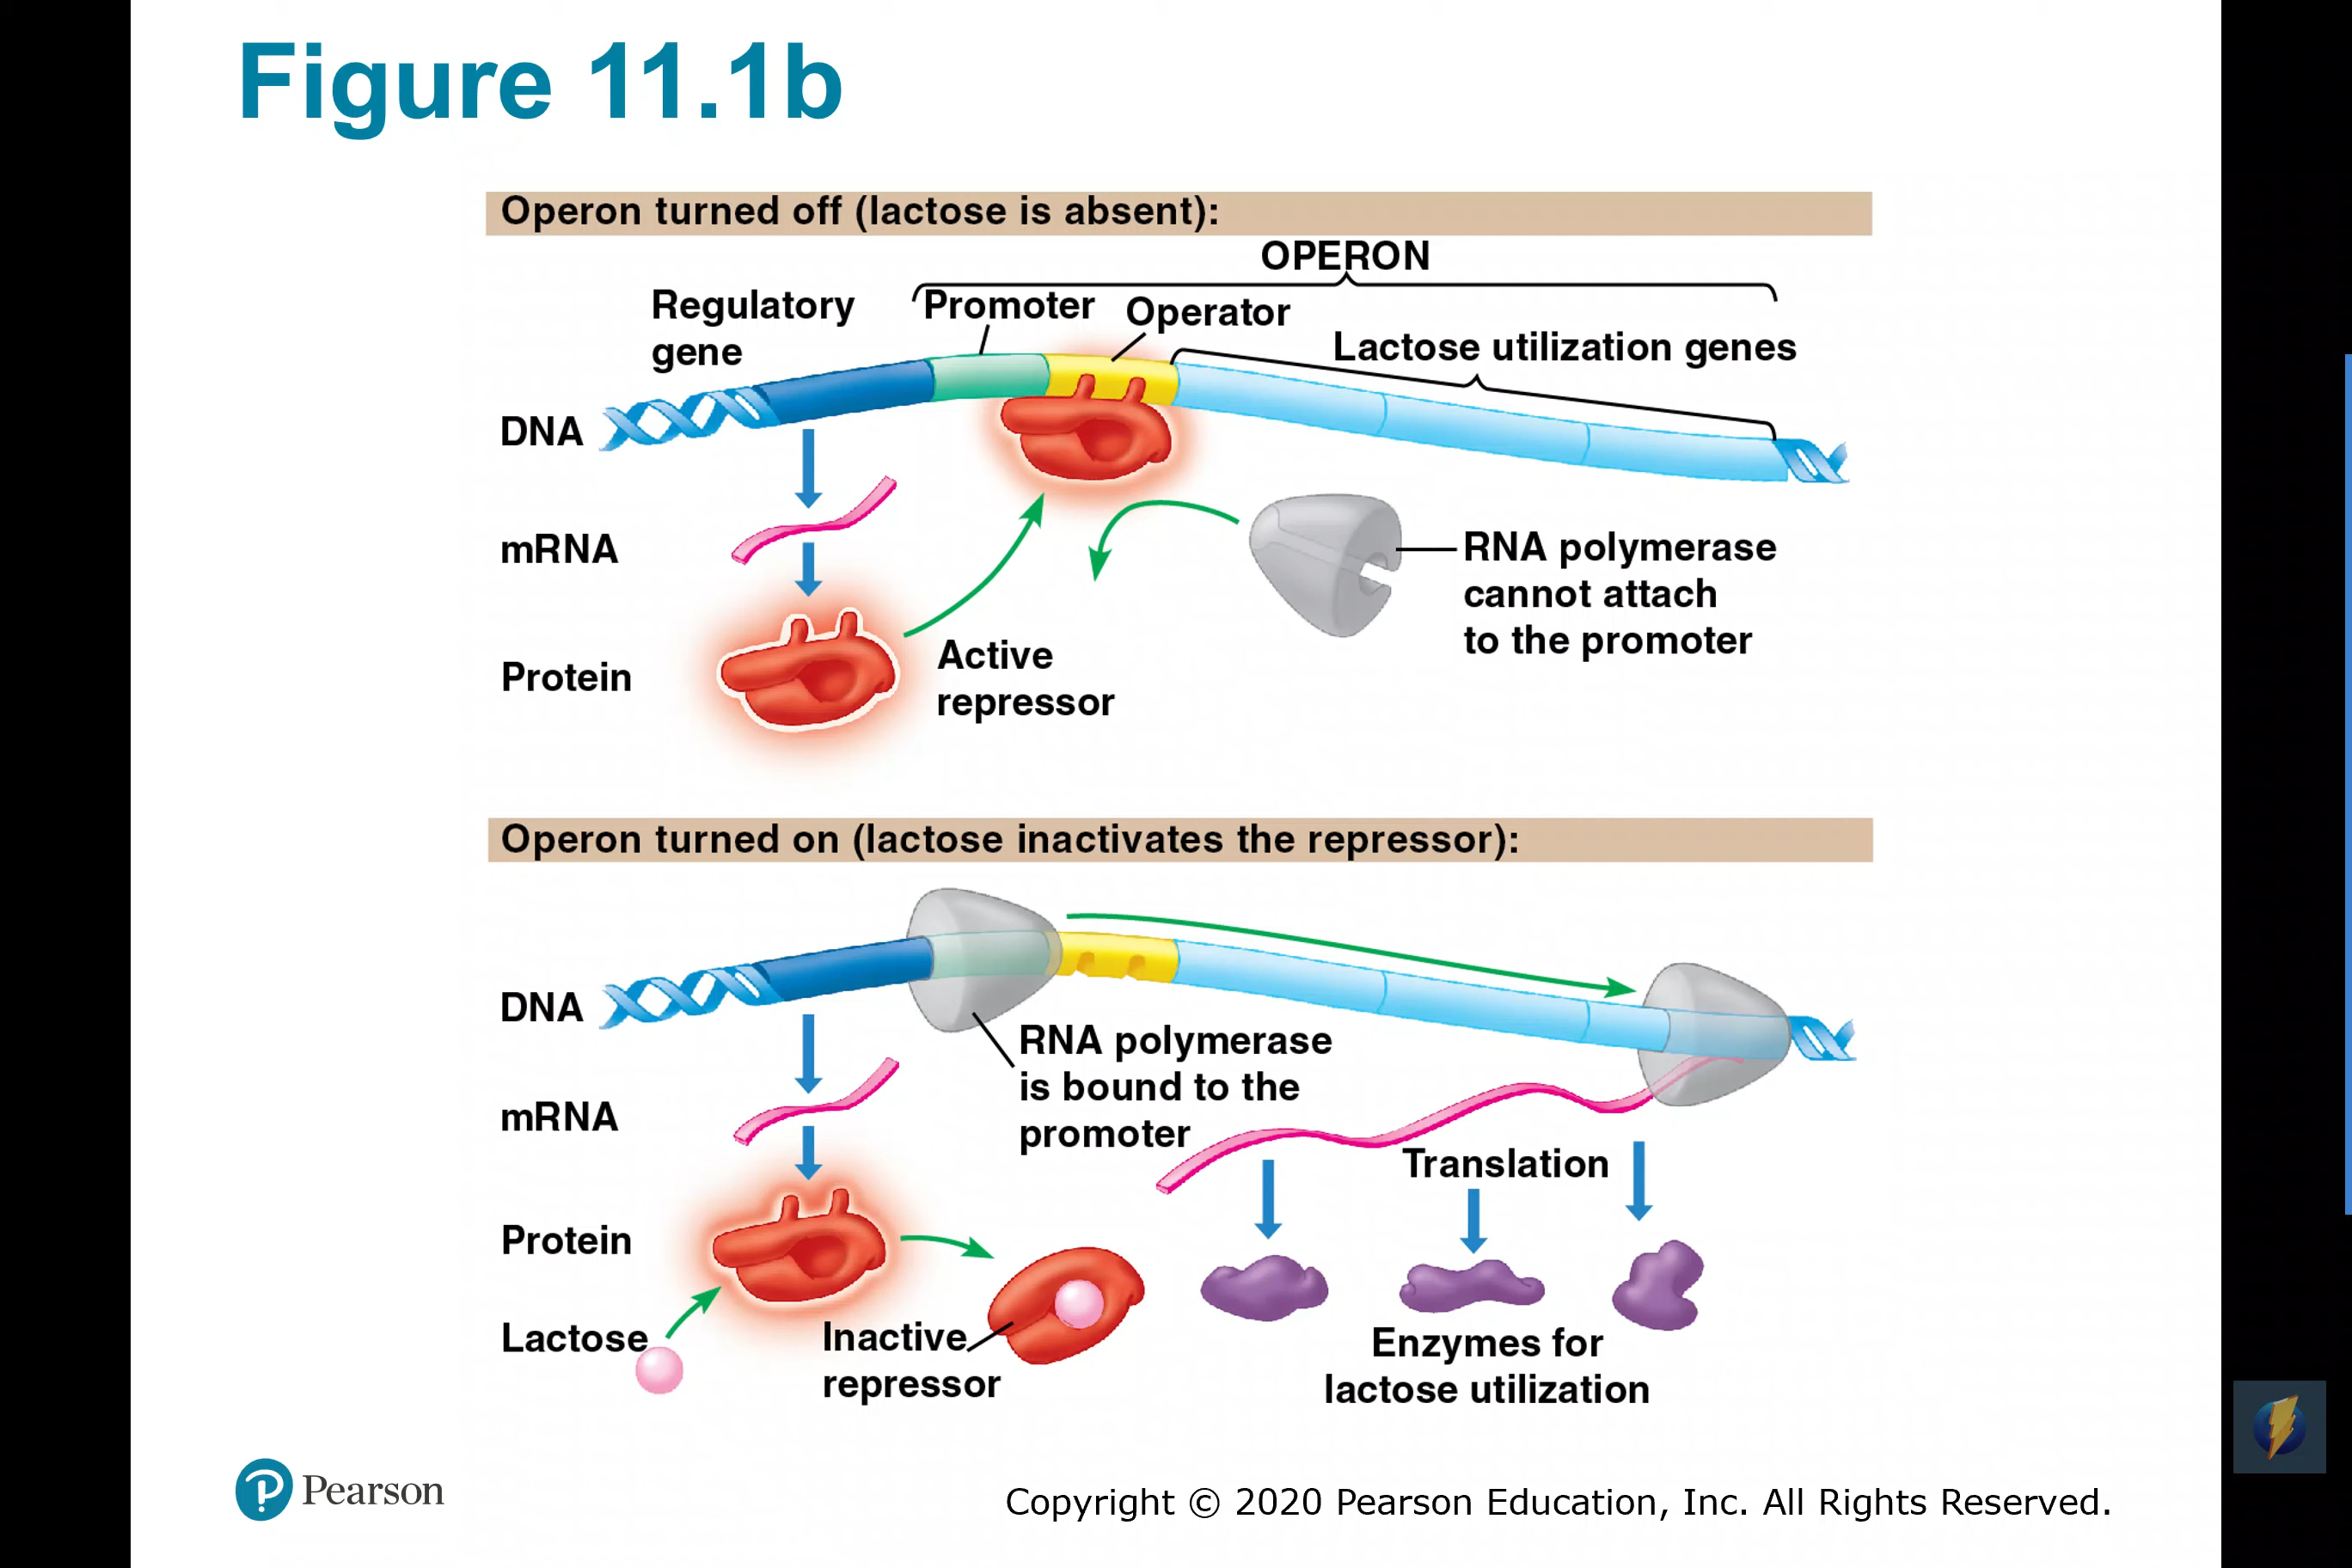 Figure 11.1b
Operon turned off (lactose is absent):
OPERON
Regulatory
gene
Promoter
Operator
Lactose utilization genes
DNA
mRNA
RNA polymerase
cannot attach
to the promoter
Protein
Active
repressor
Operon turned on (lactose inactivates the repressor):
DNA
RNA polymerase
is bound to the
promoter
mRNA
Translation
Protein
Lactose
Inactive
repressor
Enzymes for
lactose utilization
P Pearson
Copyright © 2020 Pearson Education, Inc. All Rights Reserved.